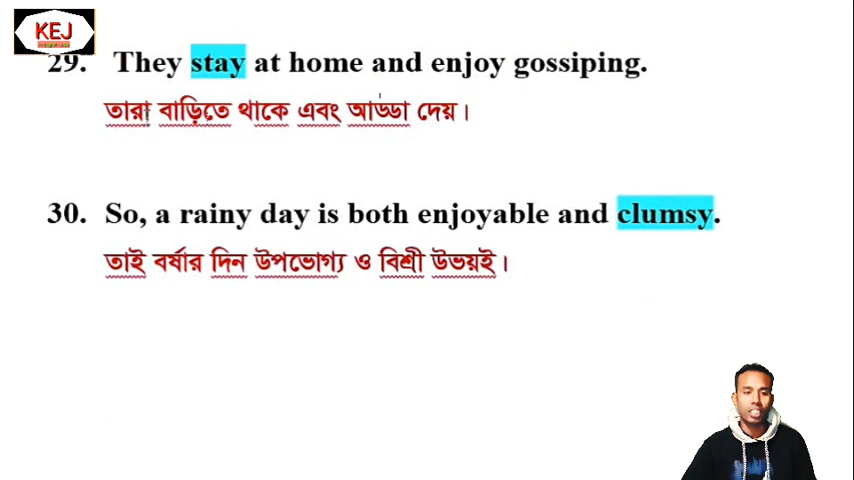 KEJ
29. They stay at home and enjoy gossiping.
তারা বাড়িতে থাকে এবং আড্ডা দেয়।
30. So, a rainy day is both enjoyable and clumsy.
তাই বর্ষার দিন উপভোগ্য ও বিশ্রী উভয়ই।